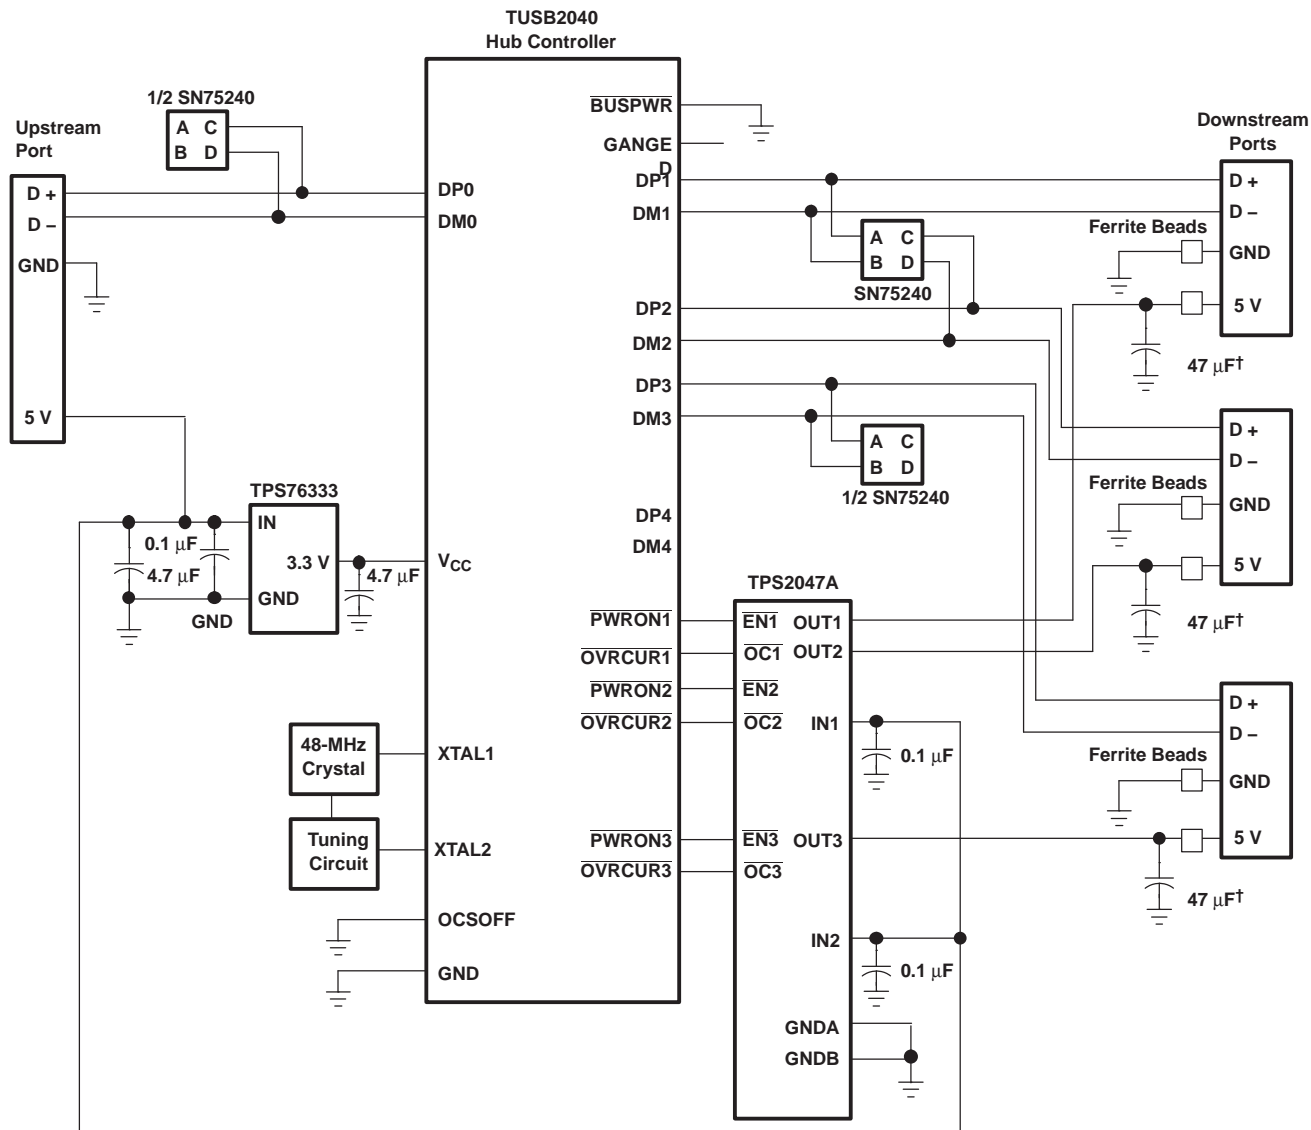 TUSB2040
Hub Controller
1/2 SN75240
A C
B D
Upstream
Port
D +
D –
GND
5 V
BUSPWR
GANGE
D
DP0
DM0
DP1
DM1
DP2
DM2
DP3
DM3
DP4
DM4
A C
B D
SN75240
A C
B D
1/2 SN75240
Downstream
Ports
D +
D –
Ferrite Beads
GND
5 V
47 μF†
D +
D –
Ferrite Beads
GND
5 V
47 μF†
D +
D –
Ferrite Beads
GND
5 V
47 μF†
TPS76333
IN
3.3 V
GND
0.1 μF
4.7 μF
GND
4.7 μF
VCC
PWRON1
OVRCUR1
PWRON2
OVRCUR2
PWRON3
OVRCUR3
TPS2047A
EN1 OUT1
OC1 OUT2
EN2
OC2 IN1
0.1 μF
EN3 OUT3
OC3
IN2
0.1 μF
GNDA
GNDB
48-MHz
Crystal
XTAL1
Tuning
Circuit
XTAL2
OCSOFF
GND